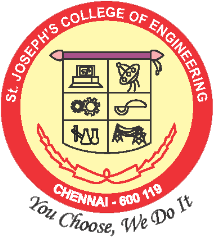 St. JOSEPH'S COLLEGE OF ENGINEERING
CHENNAI - 600 119
You Choose, We Do It